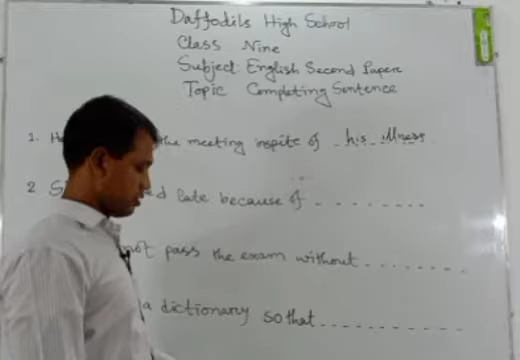 Daffodils High School
Class Nine
Subject: English Second Paper
Topic Completing Sentence
1. the meeting inspite of his illness
2 late because of - - - - - - - -
not pass the exam without - - - - - - - -
a dictionary so that - - - - - - - - - - -